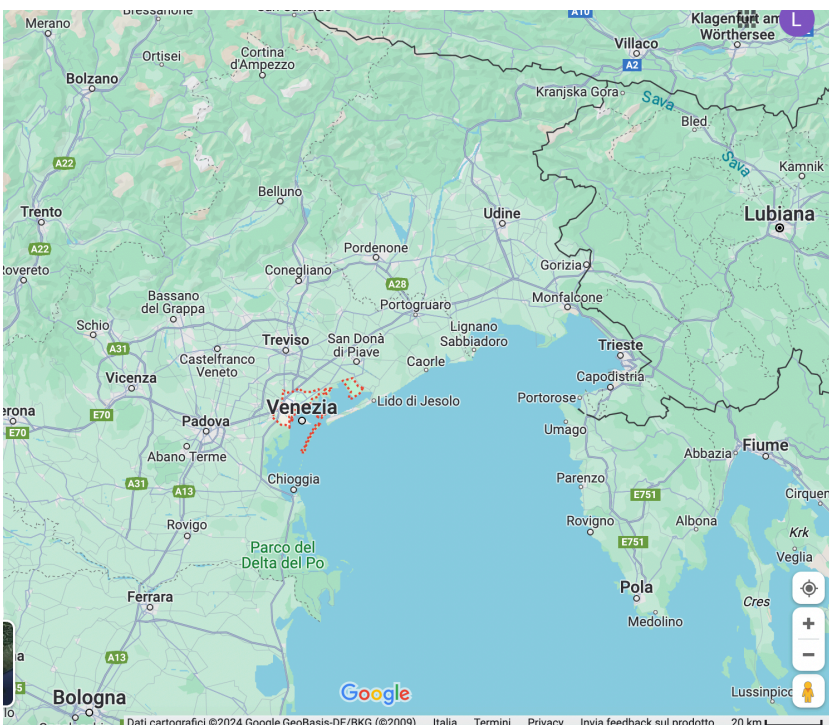 Bressanone
Merano
A10
Klagenfurt am
Wörthersee
L
Ortisei
Cortina
d'Ampezzo
Villaco
A2
Bolzano
Kranjska Gora
Sava
Bled
Sava
Kamnik
A22
Belluno
Trento
Udine
Lubiana
A22
Pordenone
Rovereto
Conegliano
Gorizia
A28
Bassano
del Grappa
Portogruaro
Monfalcone
Schio
Treviso
San Donà
di Piave
Lignano
Sabbiadoro
Trieste
A31
Castelfranco
Veneto
Caorle
Vicenza
Capodistria
Venezia
Lido di Jesolo
Portorose
erona
E70
E70
Padova
Umago
Abano Terme
Abbazia
Fiume
Chioggia
Parenzo
A31
A13
E751
Cirquen
Rovigo
Rovigno
Albona
Krk
Veglia
Parco del
Delta del Po
E751
Ferrara
Pola
Cres
Medolino
A13
Google
Lussinpicc
Bologna
Dati cartografici ©2024 Google GeoBasis-DE/BKG (©2009)
Italia
Termini
Privacy
Invia feedback sul prodotto
20 km